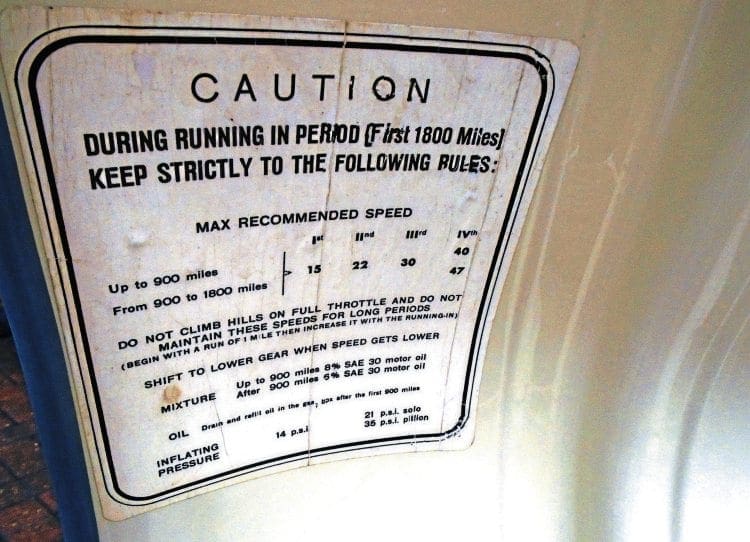 CAUTION
DURING RUNNING IN PERIOD (First 1800 Miles)
KEEP STRICTLY TO THE FOLLOWING RULES:
MAX RECOMMENDED SPEED
Ist IInd IIIrd IVth
Up to 900 miles > 15 22 30 40
From 900 to 1800 miles 47
DO NOT CLIMB HILLS ON FULL THROTTLE AND DO NOT
MAINTAIN THESE SPEEDS FOR LONG PERIODS
(BEGIN WITH A RUN OF 1 MILE THEN INCREASE IT WITH THE RUNNING-IN)
SHIFT TO LOWER GEAR WHEN SPEED GETS LOWER
MIXTURE Up to 900 miles 8% SAE 30 motor oil
After 900 miles 6% SAE 30 motor oil
OIL Drain and refill oil in the gear box after the first 900 miles
INFLATING PRESSURE 14 p.s.i. 21 p.s.i. solo
35 p.s.i. pillion